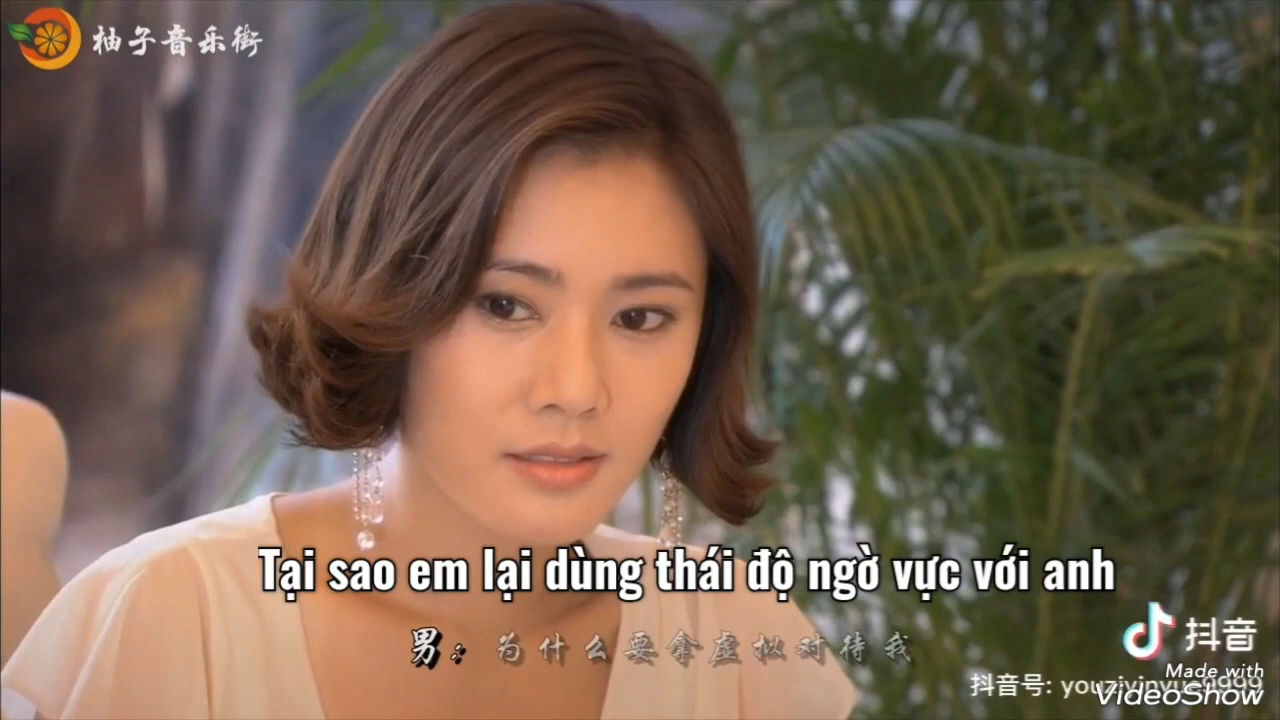 柚子音乐街
Tại sao em lại dùng thái độ ngờ vực với anh
男：为什么要拿虚拟对待我
抖音
Made with
抖音号: youziyinyue9999
VideoShow